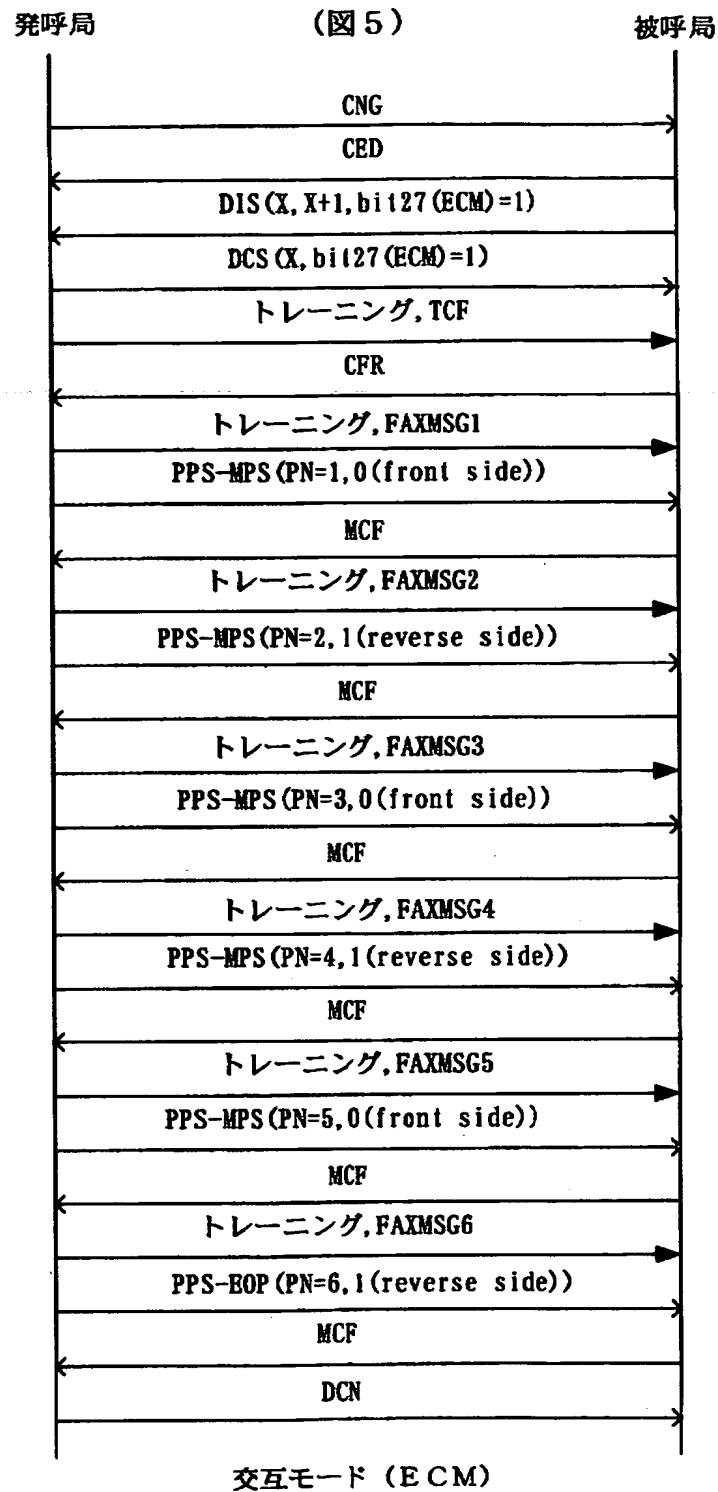 (図5)
発呼局
被呼局
CNG
CED
DIS(X,X+1,bit27(ECM)=1)
DCS(X,bit27(ECM)=1)
トレーニング,TCF
CFR
トレーニング,FAXMSG1
PPS-MPS(PN=1,0(front side))
MCF
トレーニング,FAXMSG2
PPS-MPS(PN=2,1(reverse side))
MCF
トレーニング,FAXMSG3
PPS-MPS(PN=3,0(front side))
MCF
トレーニング,FAXMSG4
PPS-MPS(PN=4,1(reverse side))
MCF
トレーニング,FAXMSG5
PPS-MPS(PN=5,0(front side))
MCF
トレーニング,FAXMSG6
PPS-EOP(PN=6,1(reverse side))
MCF
DCN
交互モード(ECM)